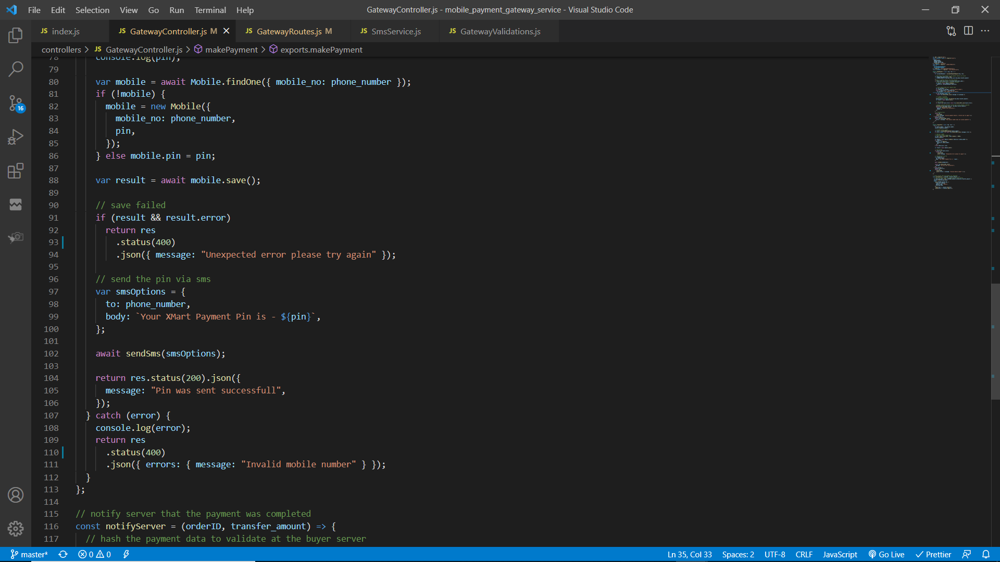 File Edit Selection View Go Run Terminal Help
GatewayController.js - mobile_payment_gateway_service - Visual Studio Code
JS index.js
JS GatewayController.js M
JS GatewayRoutes.js M
JS SmsService.js
JS GatewayValidations.js
controllers > JS GatewayController.js > makePayment > exports.makePayment
78 console.log(pin);
79
80 var mobile = await Mobile.findOne({ mobile_no: phone_number });
81 if (!mobile) {
82 mobile = new Mobile({
83 mobile_no: phone_number,
84 pin,
85 });
86 } else mobile.pin = pin;
87
88 var result = await mobile.save();
89
90 // save failed
91 if (result && result.error)
92 return res
93 .status(400)
94 .json({ message: "Unexpected error please try again" });
95
96 // send the pin via sms
97 var smsOptions = {
98 to: phone_number,
99 body: `Your XMart Payment Pin is - ${pin}`,
100 };
101
102 await sendSms(smsOptions);
103
104 return res.status(200).json({
105 message: "Pin was sent successfull",
106 });
107 } catch (error) {
108 console.log(error);
109 return res
110 .status(400)
111 .json({ errors: { message: "Invalid mobile number" } });
112 }
113 };
114
115 // notify server that the payment was completed
116 const notifyServer = (orderID, transfer_amount) => {
117 // hash the payment data to validate at the buyer server
16
master* 0 0 Ln 35, Col 33 Spaces: 2 UTF-8 CRLF JavaScript Go Live Prettier